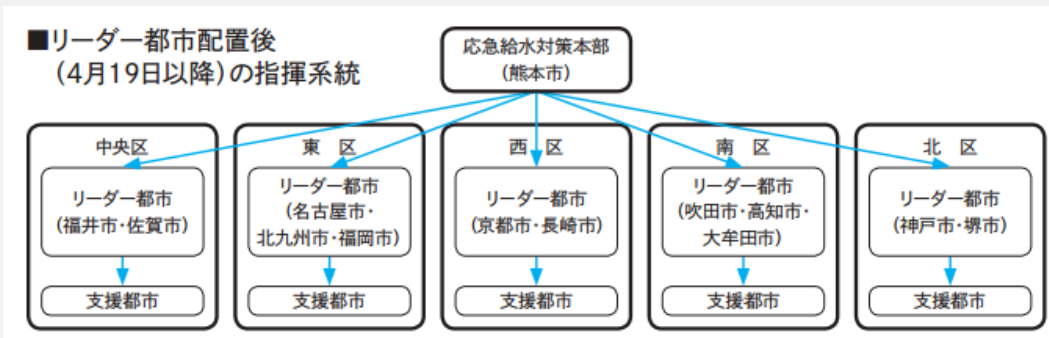 ■リーダー都市配置後
(4月19日以降)の指揮系統
応急給水対策本部
(熊本市)
中央区
リーダー都市
(福井市・佐賀市)
支援都市
東 区
リーダー都市
(名古屋市・
北九州市・福岡市)
支援都市
西 区
リーダー都市
(京都市・長崎市)
支援都市
南 区
リーダー都市
(吹田市・高知市・
大牟田市)
支援都市
北 区
リーダー都市
(神戸市・堺市)
支援都市